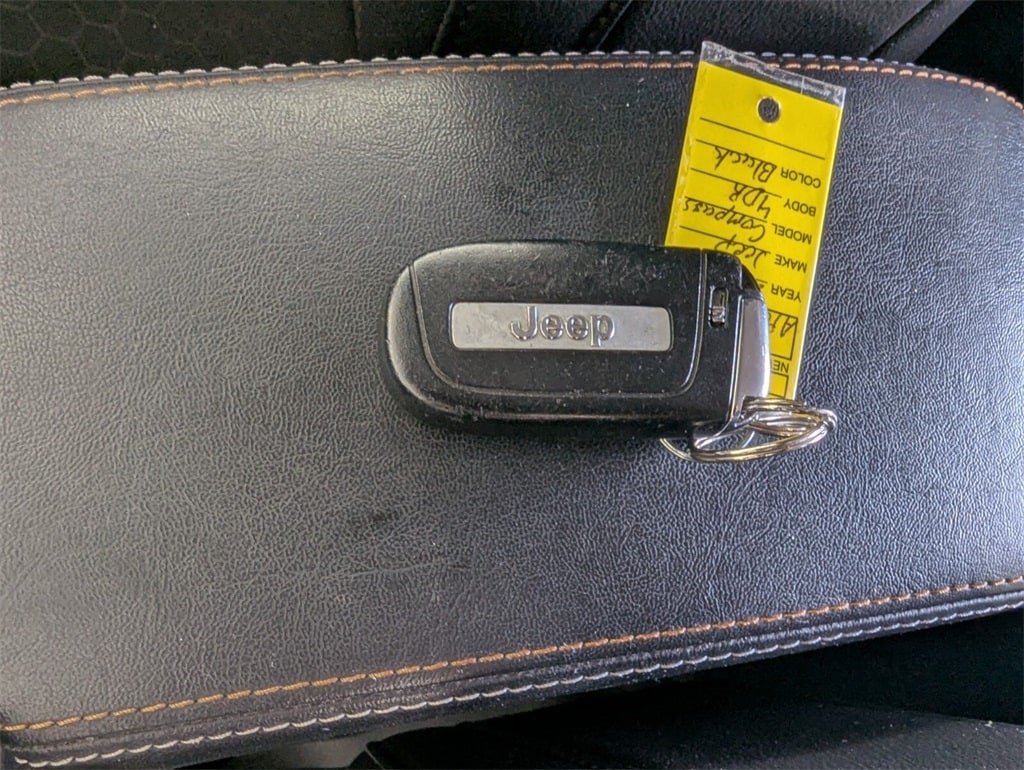 Jeep
YEAR
MAKE Jeep
MODEL Compass
BODY 4DR
COLOR Black